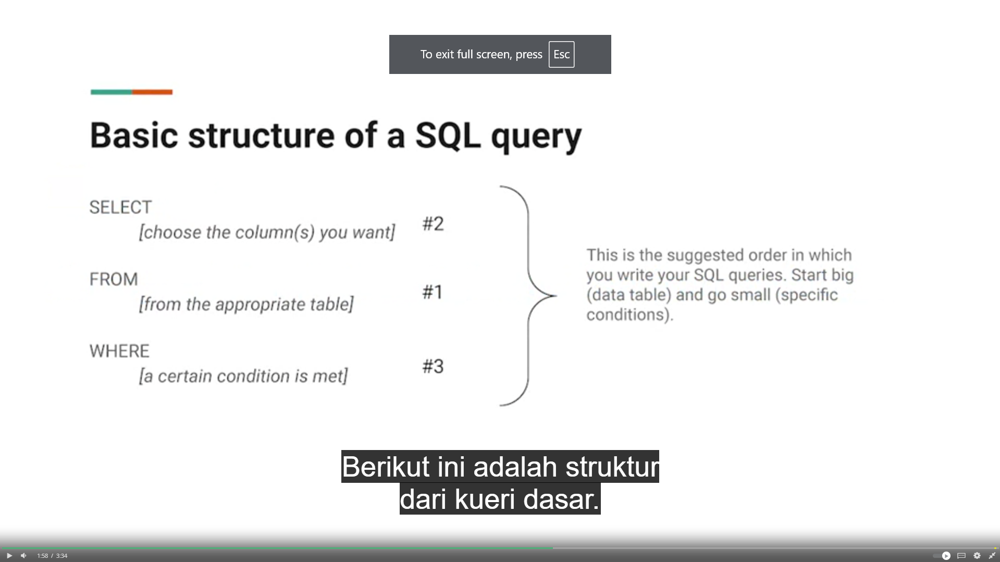 To exit full screen, press Esc
Basic structure of a SQL query
SELECT
[choose the column(s) you want]
#2
FROM
[from the appropriate table]
#1
WHERE
[a certain condition is met]
#3
This is the suggested order in which
you write your SQL queries. Start big
(data table) and go small (specific
conditions).
Berikut ini adalah struktur
dari kueri dasar.
1:58 / 3:34